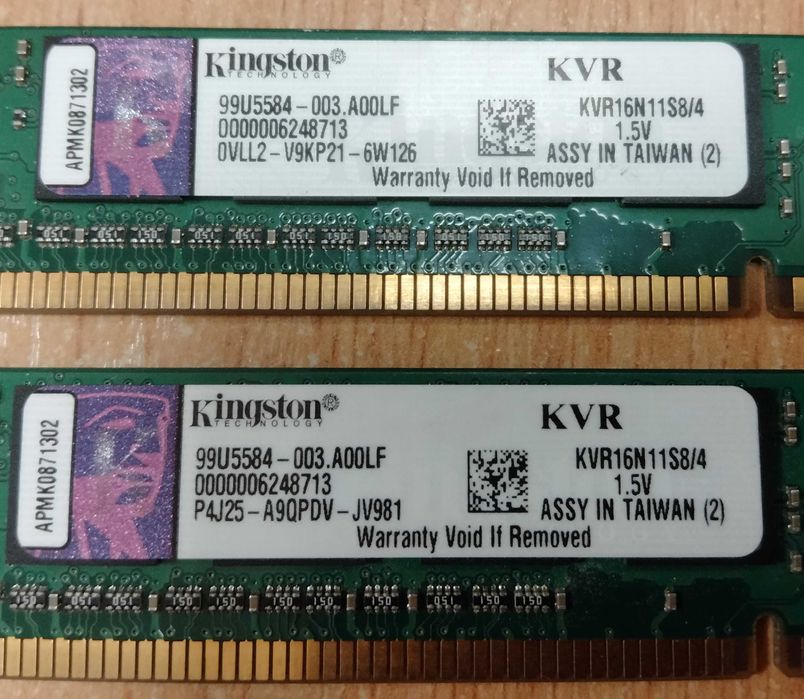 APMK0871302
Kingston®
TECHNOLOGY
KVR
99U5584-003.A00LF
0000006248713
0VLL2-V9KP21-6W126
KVR16N11S8/4
1.5V
ASSY IN TAIWAN (2)
Warranty Void If Removed
APMK0871302
Kingston®
TECHNOLOGY
KVR
99U5584-003.A00LF
0000006248713
P4J25-A9QPDV-JV981
KVR16N11S8/4
1.5V
ASSY IN TAIWAN (2)
Warranty Void If Removed